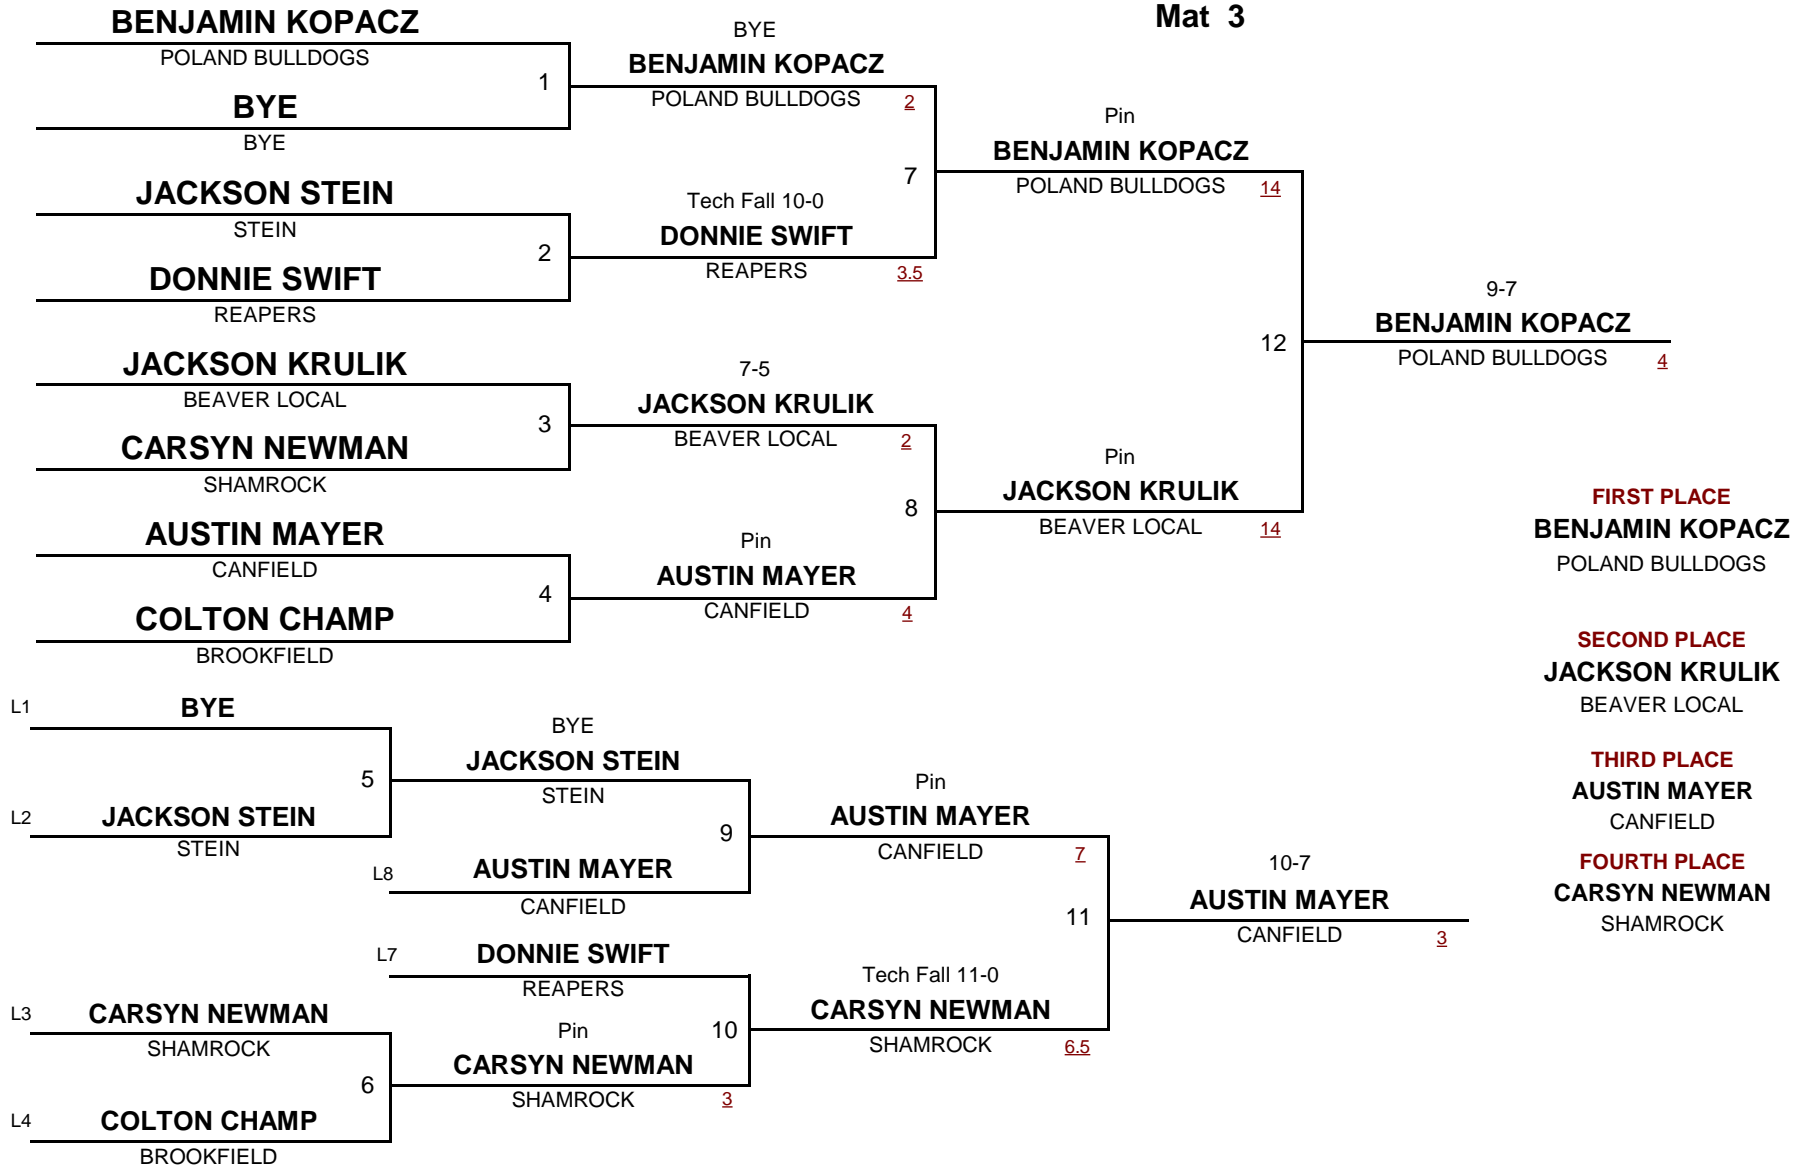 Mat 3
BENJAMIN KOPACZ
POLAND BULLDOGS
1
BYE
BYE
JACKSON STEIN
STEIN
2
DONNIE SWIFT
REAPERS
JACKSON KRULIK
BEAVER LOCAL
3
CARSYN NEWMAN
SHAMROCK
AUSTIN MAYER
CANFIELD
4
COLTON CHAMP
BROOKFIELD
BYE
BENJAMIN KOPACZ
POLAND BULLDOGS 2
7
Tech Fall 10-0
DONNIE SWIFT
REAPERS 3.5
7-5
JACKSON KRULIK
BEAVER LOCAL 2
8
Pin
AUSTIN MAYER
CANFIELD 4
Pin
BENJAMIN KOPACZ
POLAND BULLDOGS 14
12
Pin
JACKSON KRULIK
BEAVER LOCAL 14
9-7
BENJAMIN KOPACZ
POLAND BULLDOGS 4
FIRST PLACE
BENJAMIN KOPACZ
POLAND BULLDOGS
SECOND PLACE
JACKSON KRULIK
BEAVER LOCAL
THIRD PLACE
AUSTIN MAYER
CANFIELD
FOURTH PLACE
CARSYN NEWMAN
SHAMROCK
L1 BYE
5
L2 JACKSON STEIN
STEIN
L3 CARSYN NEWMAN
SHAMROCK
6
L4 COLTON CHAMP
BROOKFIELD
BYE
JACKSON STEIN
STEIN
9
L8 AUSTIN MAYER
CANFIELD
L7 DONNIE SWIFT
REAPERS
10
Pin
CARSYN NEWMAN
SHAMROCK 3
Pin
AUSTIN MAYER
CANFIELD 7
11
Tech Fall 11-0
CARSYN NEWMAN
SHAMROCK 6.5
10-7
AUSTIN MAYER
CANFIELD 3